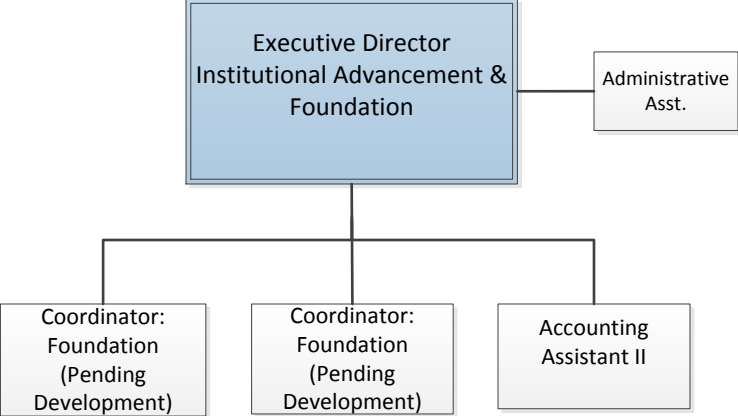 Executive Director
Institutional Advancement &
Foundation
Administrative
Asst.
Coordinator:
Foundation
(Pending
Development)
Coordinator:
Foundation
(Pending
Development)
Accounting
Assistant II